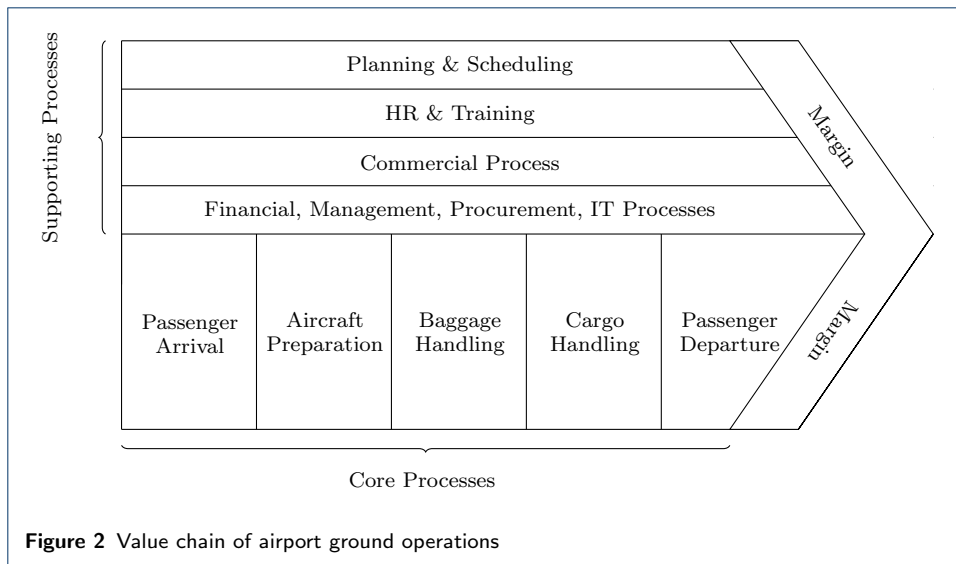 Supporting Processes
Planning & Scheduling
HR & Training
Commercial Process
Financial, Management, Procurement, IT Processes
Margin
Passenger
Arrival
Aircraft
Preparation
Baggage
Handling
Cargo
Handling
Passenger
Departure
Margin
Core Processes
Figure 2 Value chain of airport ground operations